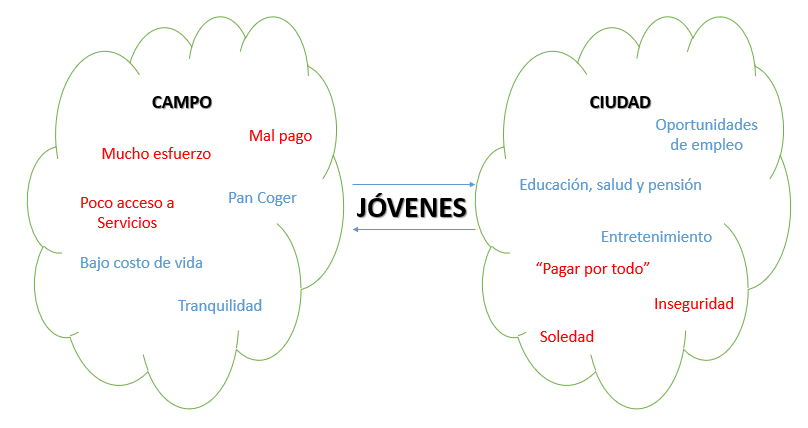 CAMPO
Mal pago
Mucho esfuerzo
Poco acceso a
Servicios
Pan Coger
Bajo costo de vida
Tranquilidad
JÓVENES
CIUDAD
Oportunidades
de empleo
Educación, salud y pensión
Entretenimiento
“Pagar por todo”
Inseguridad
Soledad